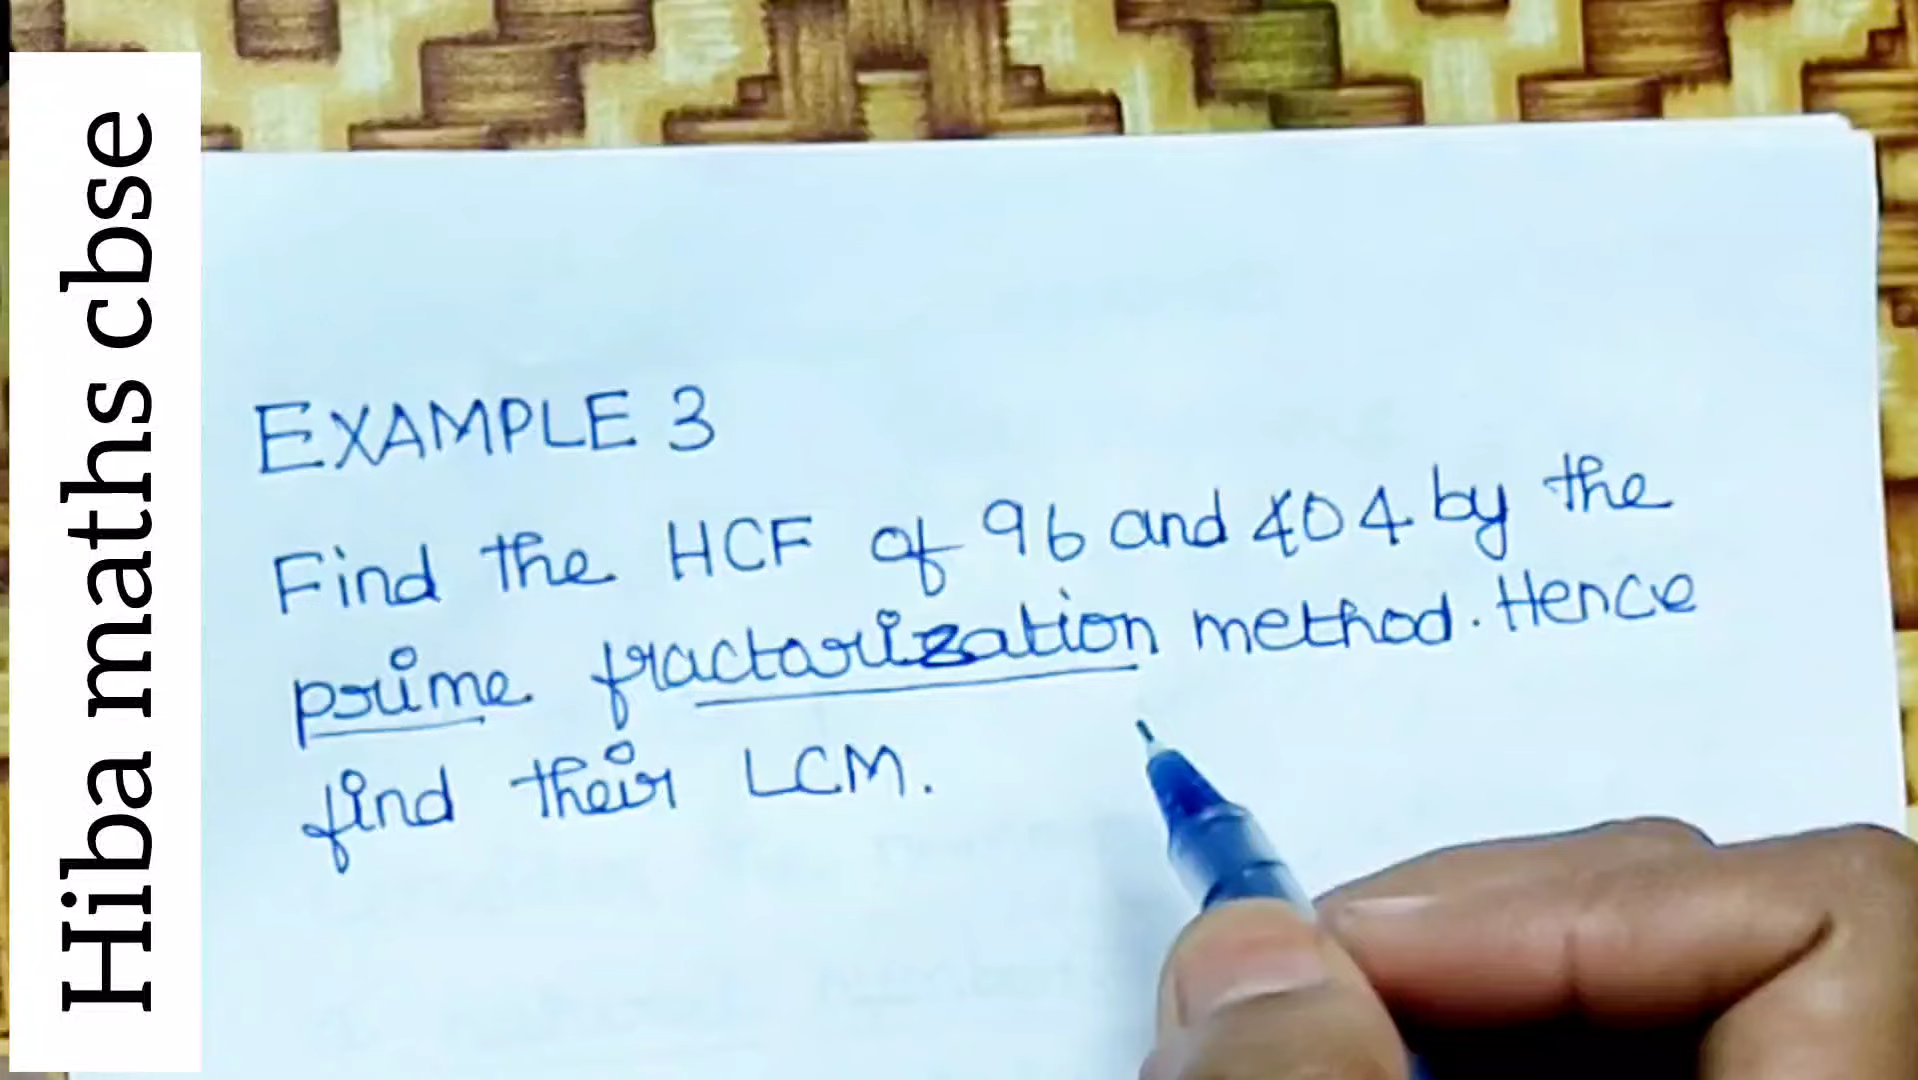 Hiba maths cbse
EXAMPLE 3
Find the HCF of 96 and 404 by the
prime fractarization method. Hence
find their LCM.